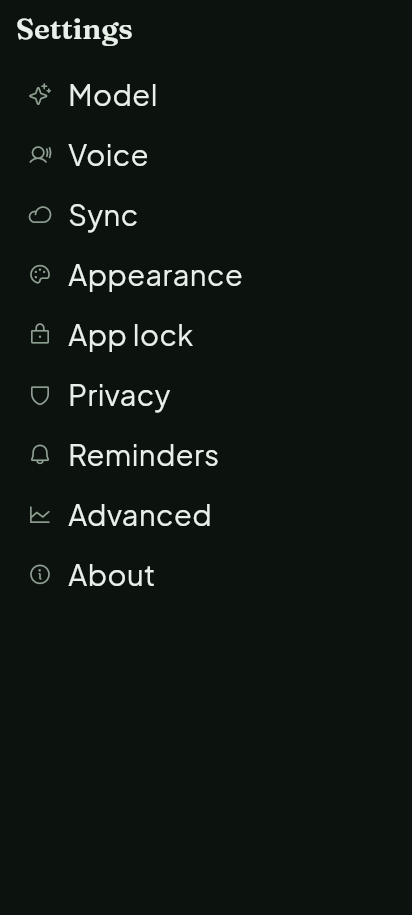 Settings
Model
Voice
Sync
Appearance
App lock
Privacy
Reminders
Advanced
About